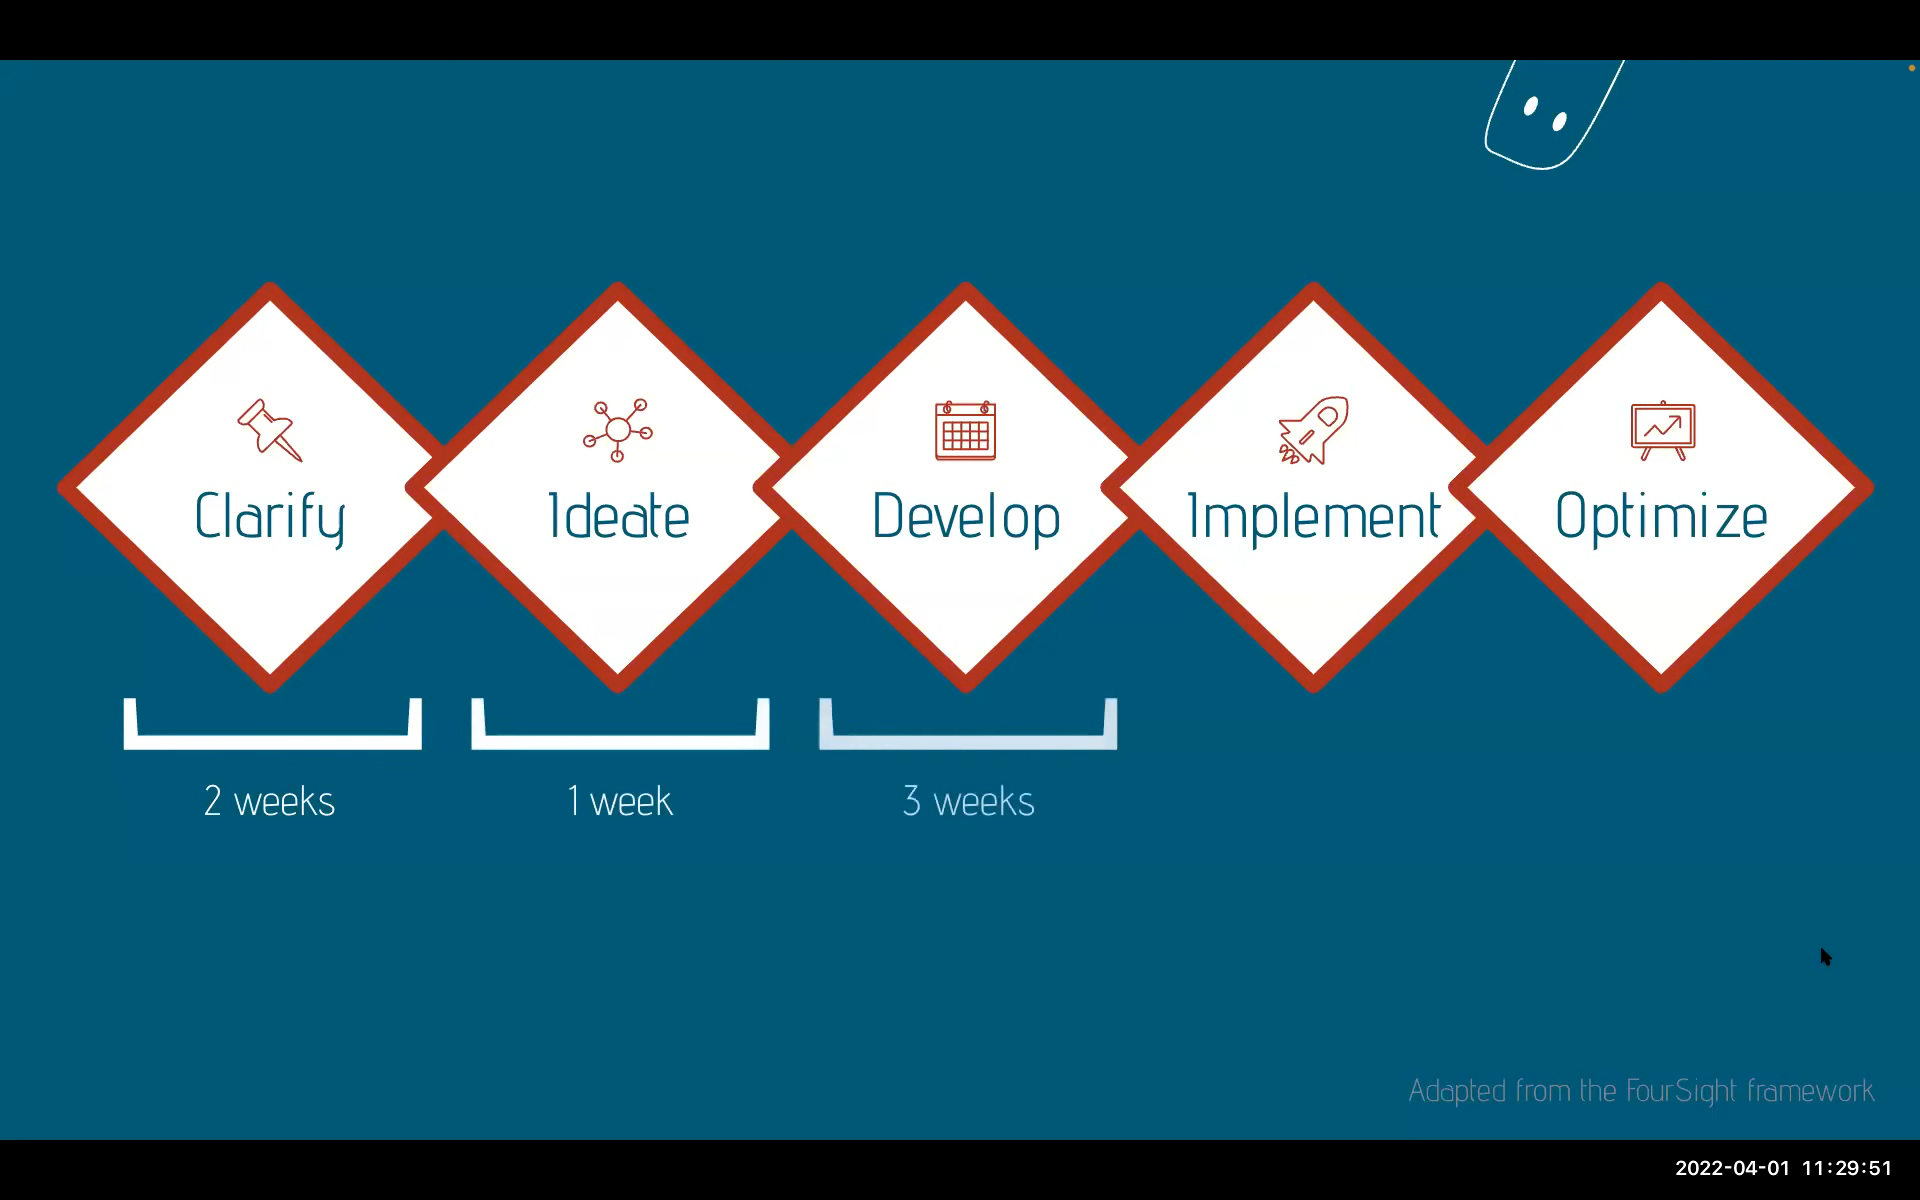 Clarify
Ideate
Develop
Implement
Optimize
2 weeks
1 week
3 weeks
Adapted from the FourSight framework
2022-04-01 11:29:51